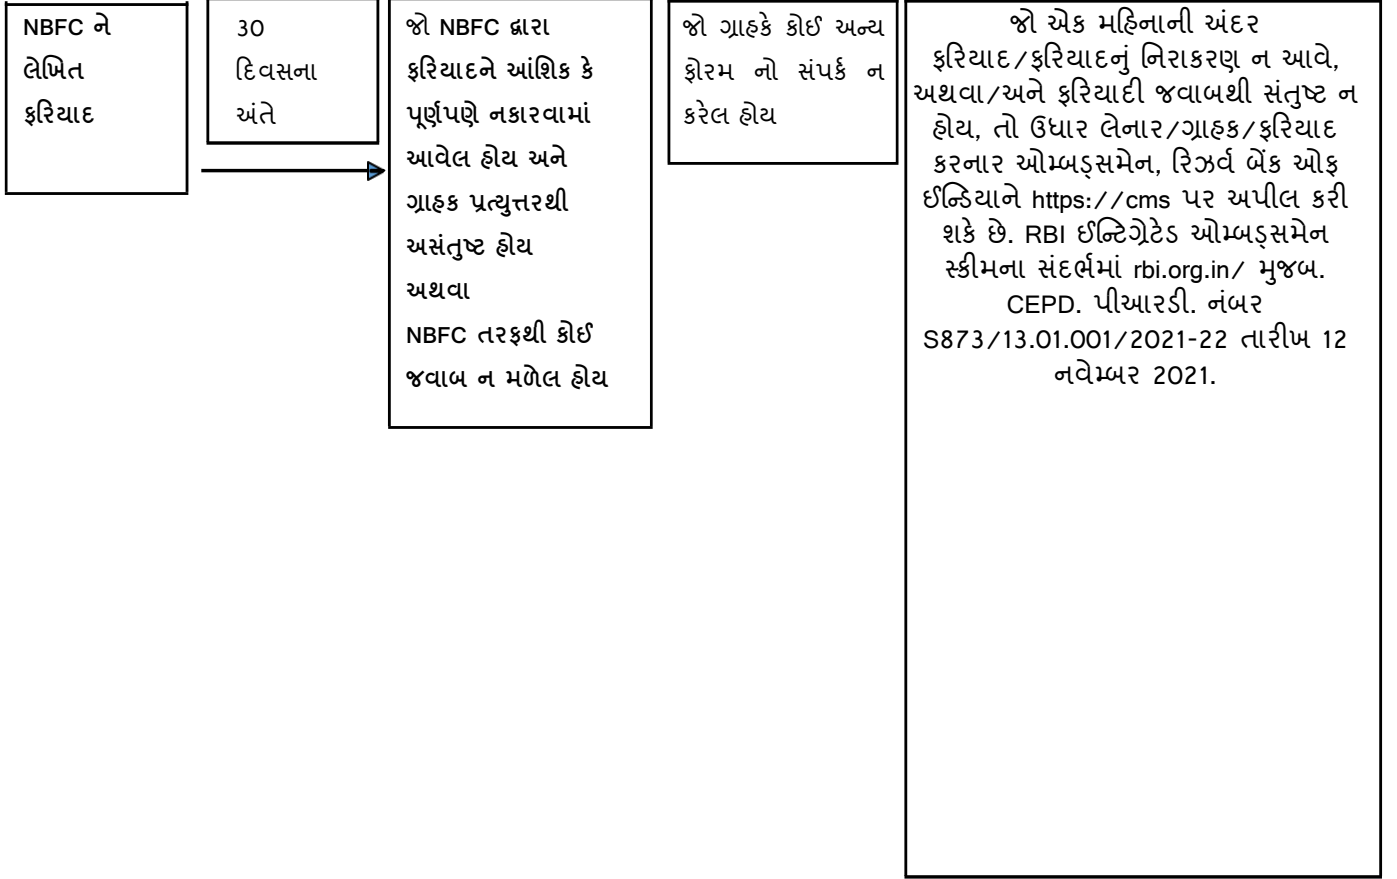 NBFC ને
લેખિત
ફરિયાદ
30
દિવસના
અંતે
જો NBFC દ્વારા
ફરિયાદને આંશિક કે
પૂર્ણપણે નકારવામાં
આવેલ હોય અને
ગ્રાહક પ્રત્યુત્તરથી
અસંતુષ્ટ હોય
અથવા
NBFC તરફથી કોઈ
જવાબ ન મળેલ હોય
જો ગ્રાહકે કોઈ અન્ય
ફોરમ નો સંપર્ક ન
કરેલ હોય
જો એક મહિનાની અંદર
ફરિયાદ/ફરિયાદનું નિરાકરણ ન આવે,
અથવા/અને ફરિયાદી જવાબથી સંતુષ્ટ ન
હોય, તો ઉધાર લેનાર/ગ્રાહક/ફરિયાદ
કરનાર ઓમ્બડ્સમેન, રિઝર્વ બેંક ઓફ
ઈન્ડિયાને https://cms પર અપીલ કરી
શકે છે. RBI ઈન્ટિગ્રેટેડ ઓમ્બડ્સમેન
સ્કીમના સંદર્ભમાં rbi.org.in/ મુજબ.
CEPD. પીઆરડી. નંબર
S873/13.01.001/2021-22 તારીખ 12
નવેમ્બર 2021.